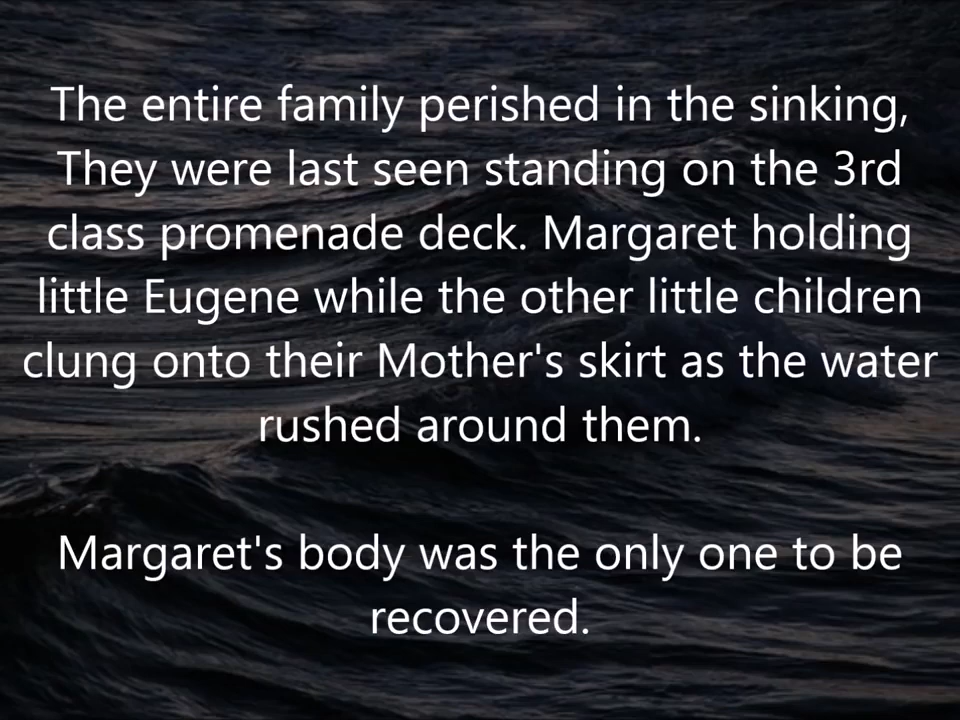 The entire family perished in the sinking,
They were last seen standing on the 3rd
class promenade deck. Margaret holding
little Eugene while the other little children
clung onto their Mother's skirt as the water
rushed around them.
Margaret's body was the only one to be
recovered.